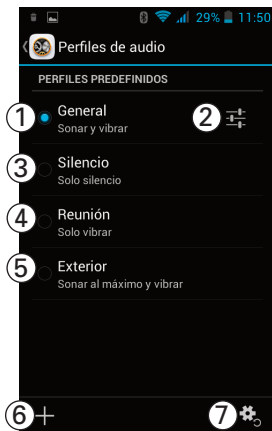 29% 11:50
Perfiles de audio
PERFILES PREDEFINIDOS
1 General 2
Sonar y vibrar
3 Silencio
Solo silencio
4 Reunión
Solo vibrar
5 Exterior
Sonar al máximo y vibrar
6 7